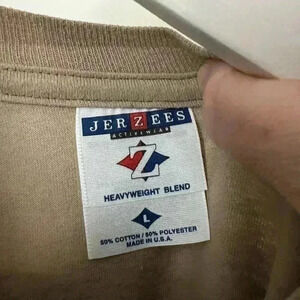 JERZEES
ACTIVEWEAR
Z
HEAVYWEIGHT BLEND
L
50% COTTON / 50% POLYESTER
MADE IN U.S.A.